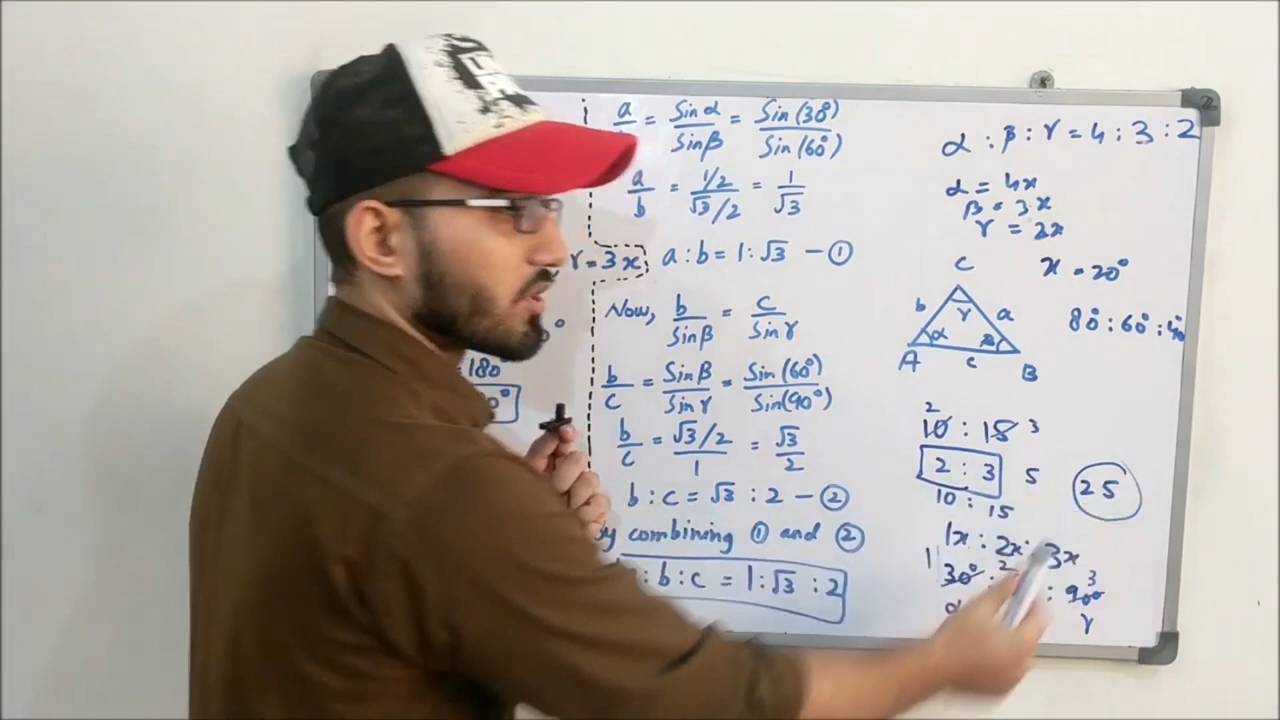 γ = 3x
= 180°
a = Sinα = Sin(30°)
Sinβ Sin(60°)
a = 1/2 = 1
b √3/2 √3
a : b = 1 : √3 — ①
Now, b = c
Sinβ Sinγ
b = Sinβ = Sin(60°)
c Sinγ Sin(90°)
b = √3/2 = √3
c 1 2
b : c = √3 : 2 — ②
combining ① and ②
: b : c = 1 : √3 : 2
α : β : γ = 4 : 3 : 2
α = 4x
β = 3x
γ = 2x
x = 20°
C
b γ a
α
A c B
80° : 60° : 40
2
10 : 15 3
2 : 3 5
25
10 : 15
1x : 2x : 3x
1 30° : 2 : 90° 3
α γ